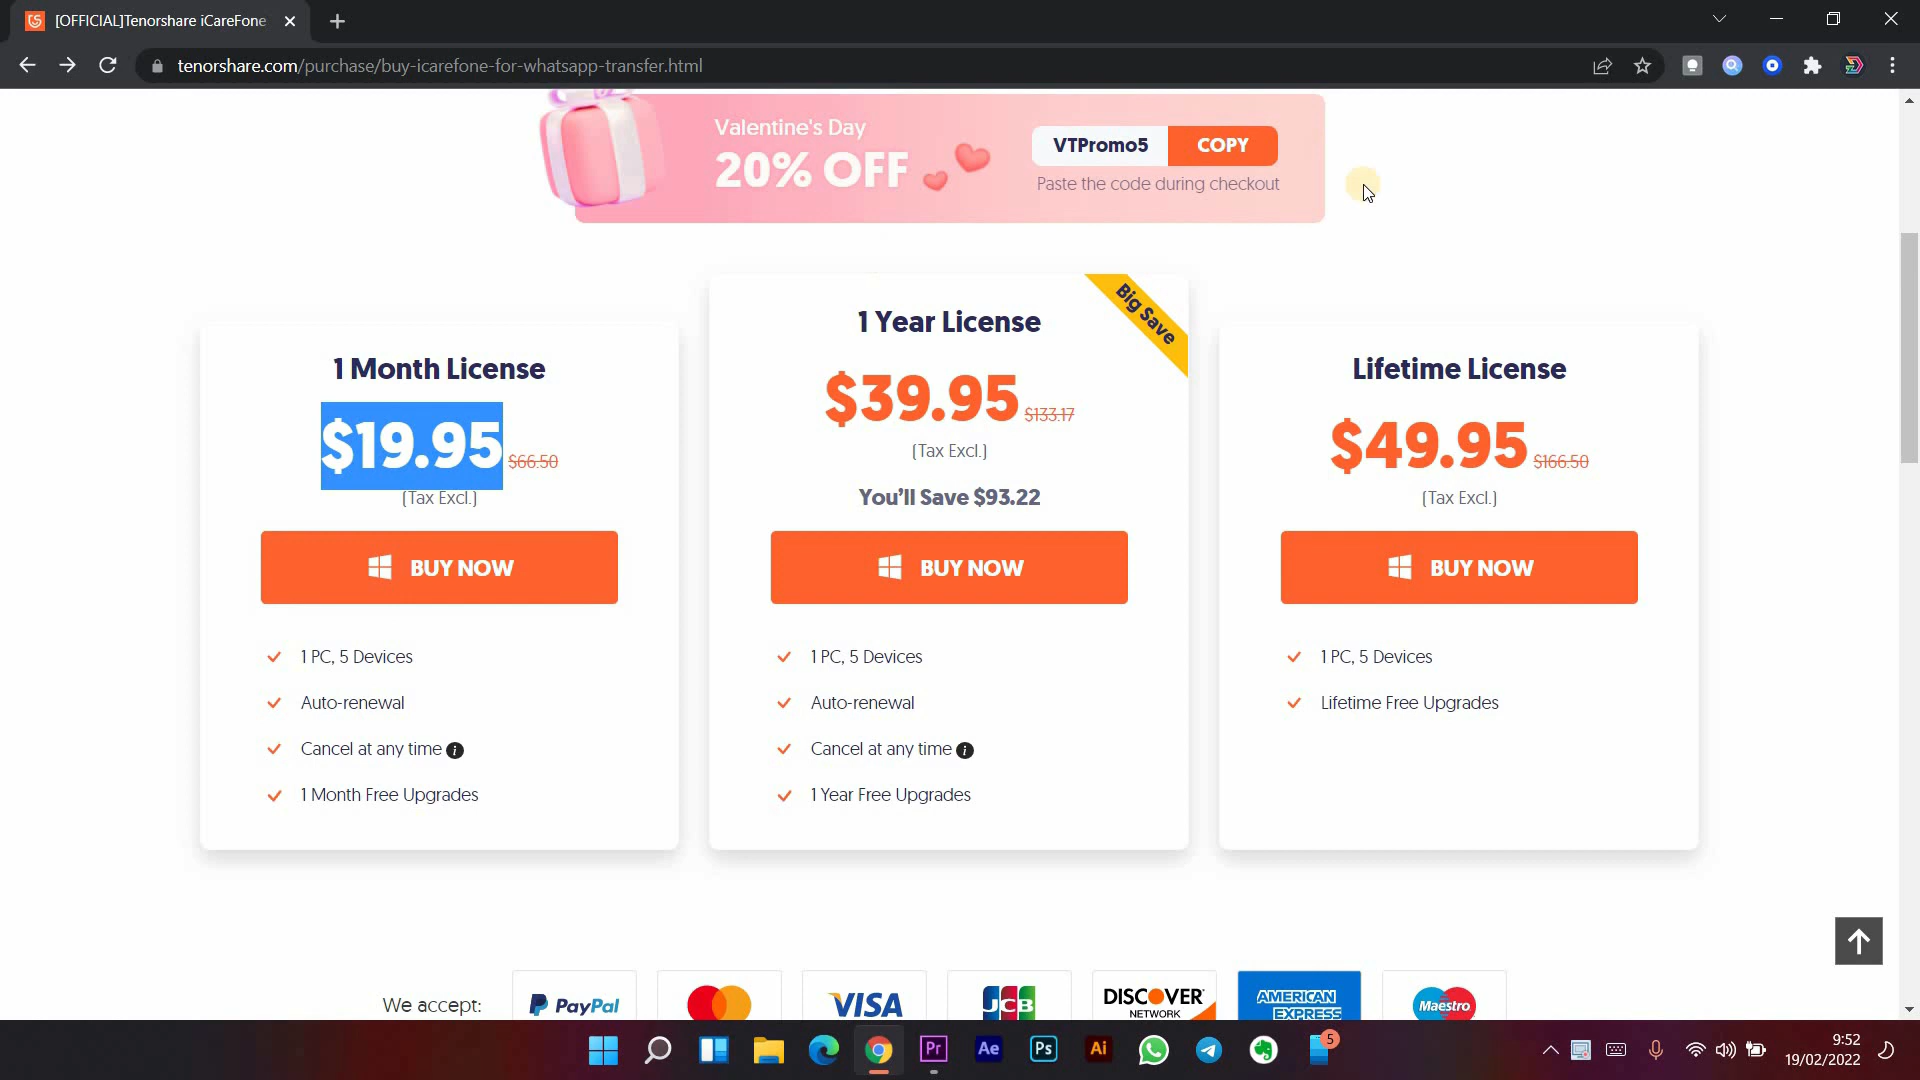 [OFFICIAL]Tenorshare iCareFone
tenorshare.com/purchase/buy-icarefone-for-whatsapp-transfer.html
Valentine's Day
20% OFF
VTPromo5
COPY
Paste the code during checkout
Big Save
1 Month License
$19.95 $66.50
(Tax Excl.)
BUY NOW
1 PC, 5 Devices
Auto-renewal
Cancel at any time
1 Month Free Upgrades
1 Year License
$39.95 $133.17
(Tax Excl.)
You'll Save $93.22
BUY NOW
1 PC, 5 Devices
Auto-renewal
Cancel at any time
1 Year Free Upgrades
Lifetime License
$49.95 $166.50
(Tax Excl.)
BUY NOW
1 PC, 5 Devices
Lifetime Free Upgrades
We accept:
PayPal
VISA
JCB
DISCOVER
NETWORK
AMERICAN
EXPRESS
Maestro
Pr
Ae
Ps
Ai
5
9:52
19/02/2022